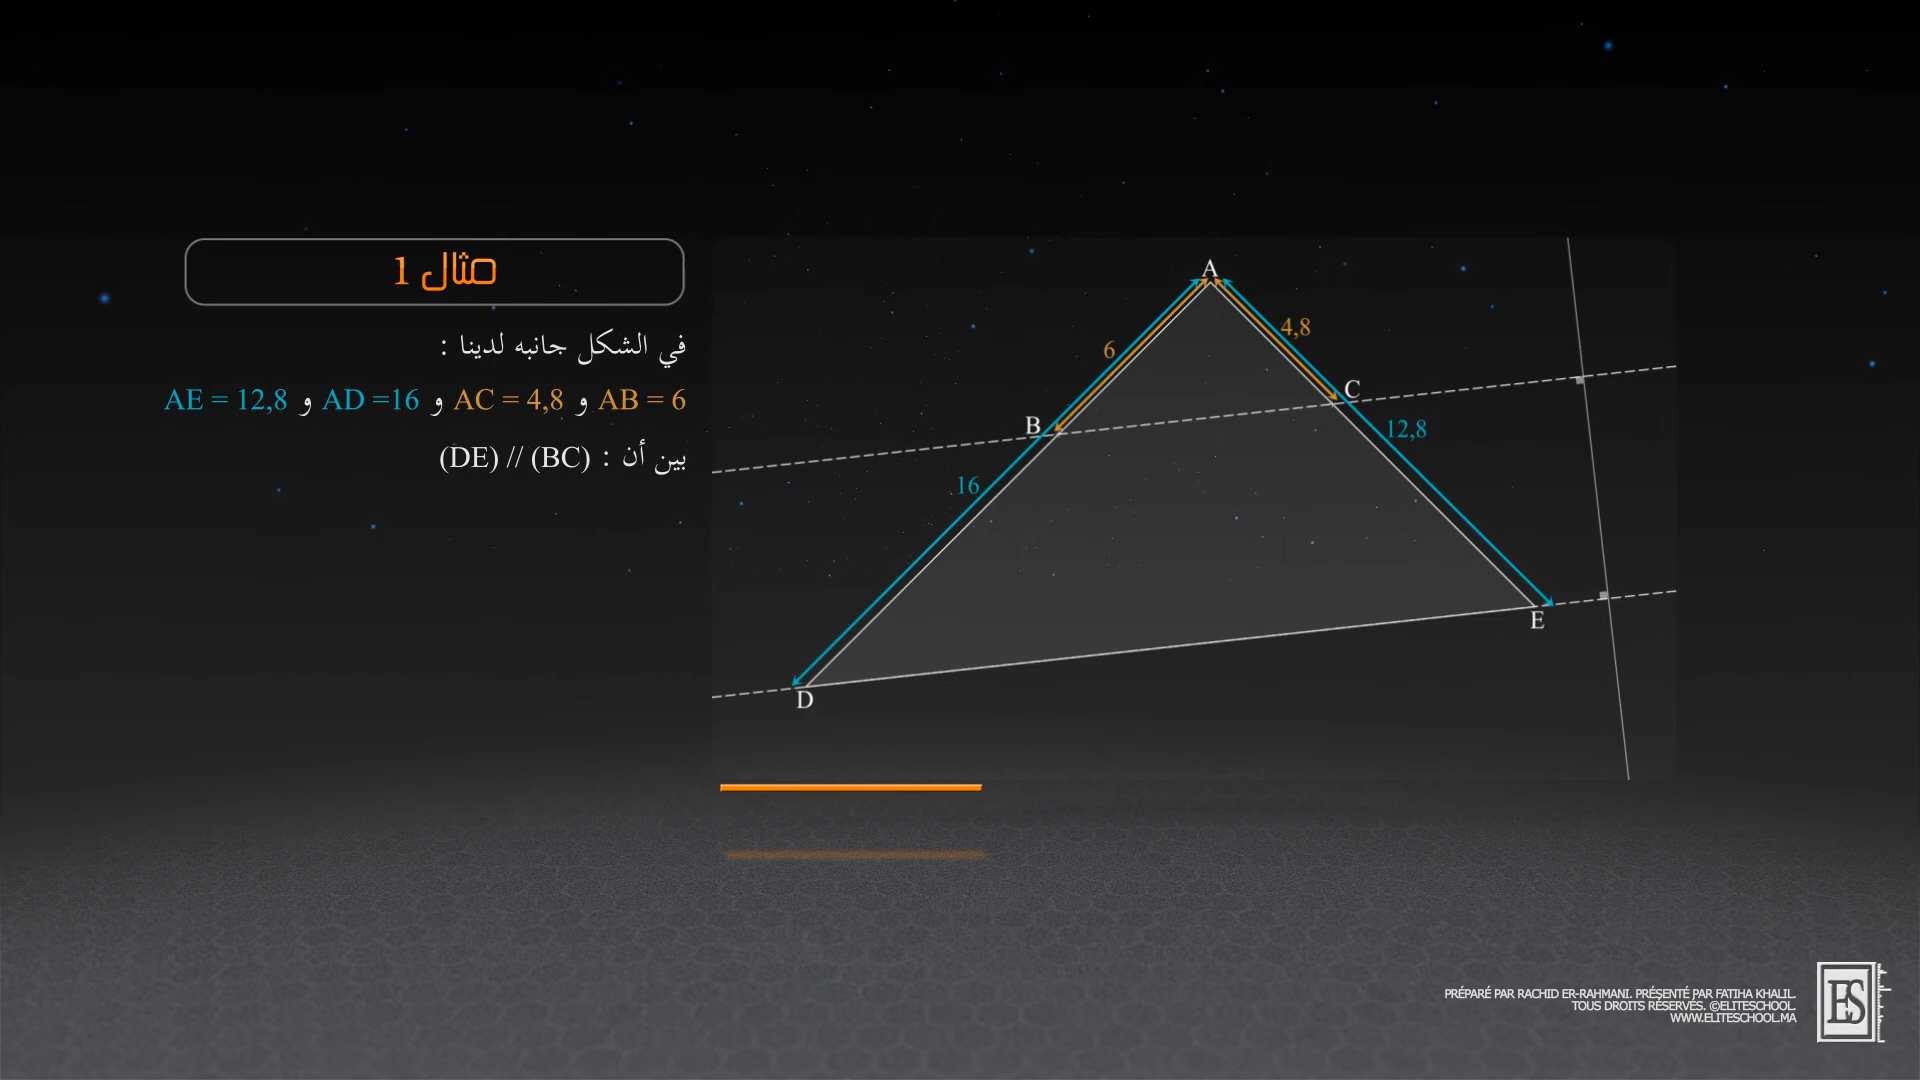 مثال 1
في الشكل جانبه لدينا :
AB = 6 و AC = 4,8 و AD =16 و AE = 12,8
بين أن : (BC) // (DE)
A
6
4,8
C
B
12,8
16
E
D
PRÉPARÉ PAR RACHID ER-RAHMANI. PRÉSENTÉ PAR FATIHA KHALIL.
TOUS DROITS RÉSERVÉS. ©ELITESCHOOL.
WWW.ELITESCHOOL.MA
ES